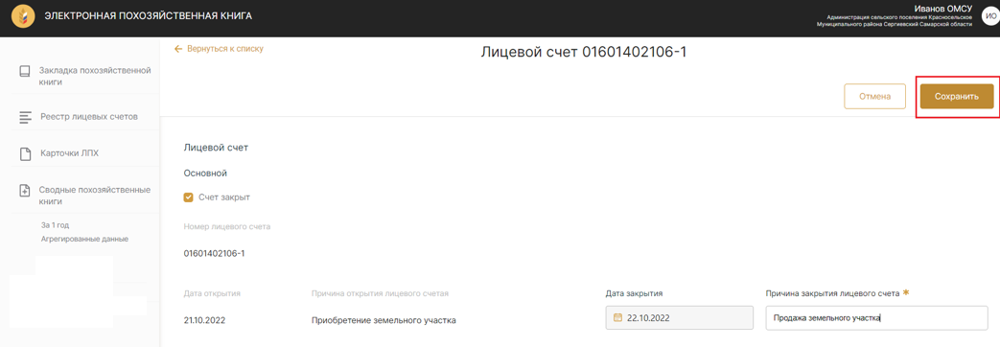 ЭЛЕКТРОННАЯ ПОХОЗЯЙСТВЕННАЯ КНИГА
Иванов ОМСУ
Администрация сельского поселения Красносельское
Муниципального района Сергиевский Самарской области
ИО
Вернуться к списку
Лицевой счет 01601402106-1
Отмена
Сохранить
Закладка похозяйственной
книги
Реестр лицевых счетов
Карточки ЛПХ
Сводные похозяйственные
книги
За 1 год
Агрегированные данные
Лицевой счет
Основной
Счет закрыт
Номер лицевого счета
01601402106-1
Дата открытия
Причина открытия лицевого счетая
Дата закрытия
Причина закрытия лицевого счета *
21.10.2022
Приобретение земельного участка
22.10.2022
Продажа земельного участка